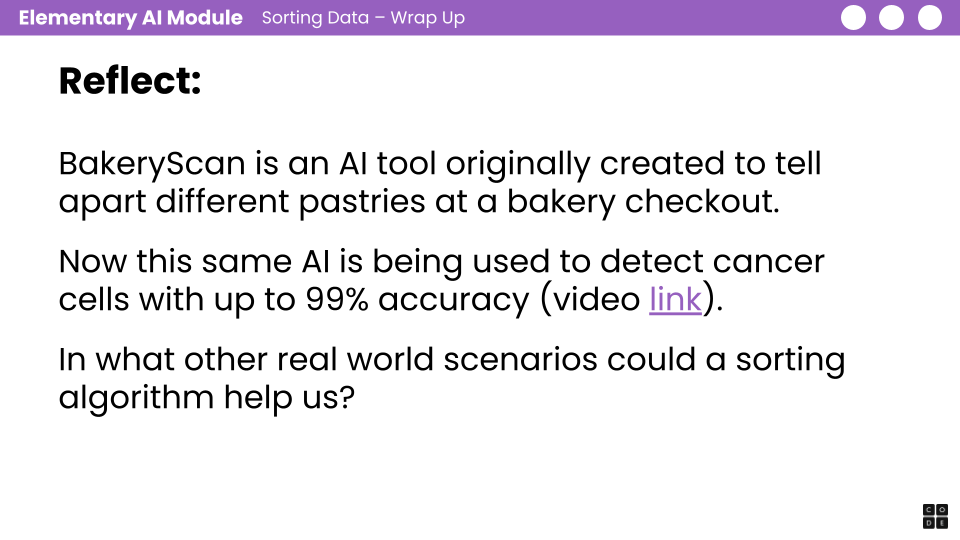 Elementary AI Module Sorting Data – Wrap Up
Reflect:
BakeryScan is an AI tool originally created to tell
apart different pastries at a bakery checkout.
Now this same AI is being used to detect cancer
cells with up to 99% accuracy (video link).
In what other real world scenarios could a sorting
algorithm help us?
C O
D E